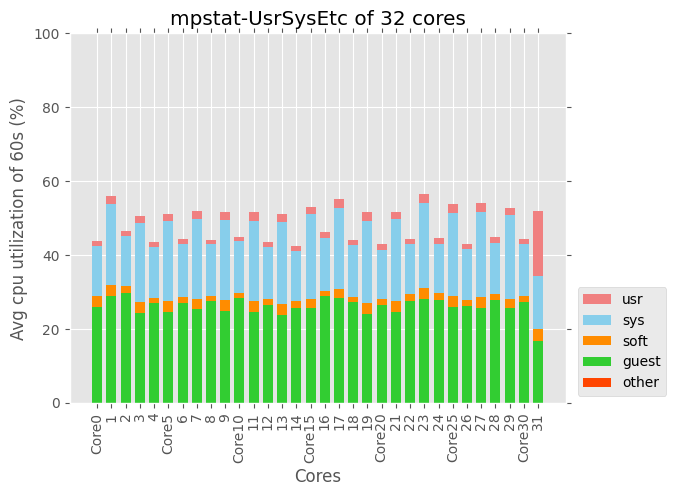 mpstat-UsrSysEtc of 32 cores
Avg cpu utilization of 60s (%)
100
80
60
40
20
0
Core0
1
2
3
4
Core5
6
7
8
9
Core10
11
12
13
14
Core15
16
17
18
19
Core20
21
22
23
24
Core25
26
27
28
29
Core30
31
Cores
usr
sys
soft
guest
other